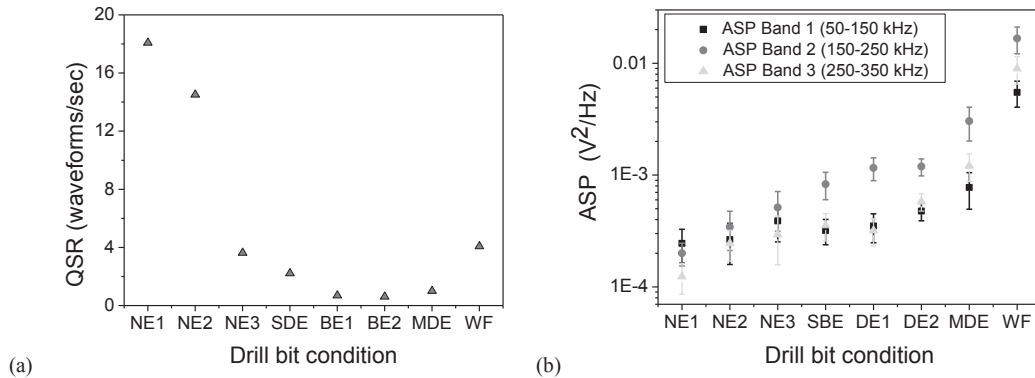 20
16
12
8
4
0
QSR (waveforms/sec)
NE1 NE2 NE3 SDE BE1 BE2 MDE WF
Drill bit condition
(a)
ASP Band 1 (50-150 kHz)
ASP Band 2 (150-250 kHz)
ASP Band 3 (250-350 kHz)
0.01
1E-3
1E-4
ASP (V²/Hz)
NE1 NE2 NE3 SBE DE1 DE2 MDE WF
Drill bit condition
(b)